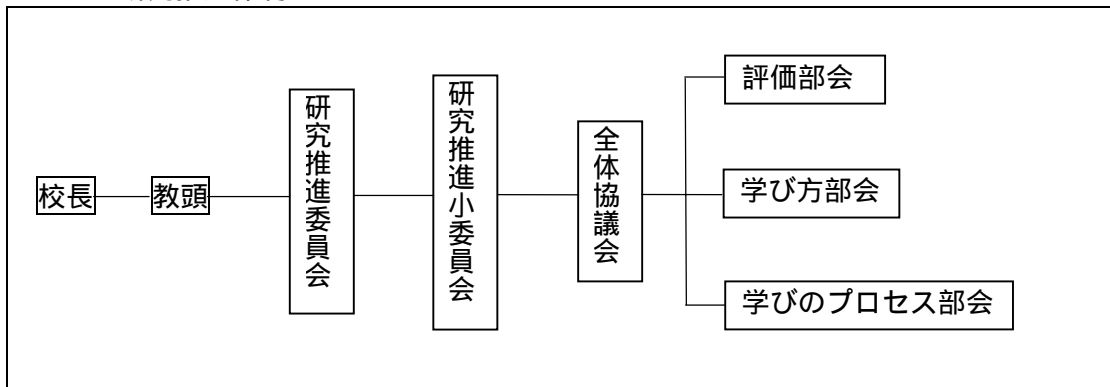 校長
教頭
研究推進委員会
研究推進小委員会
全体協議会
評価部会
学び方部会
学びのプロセス部会